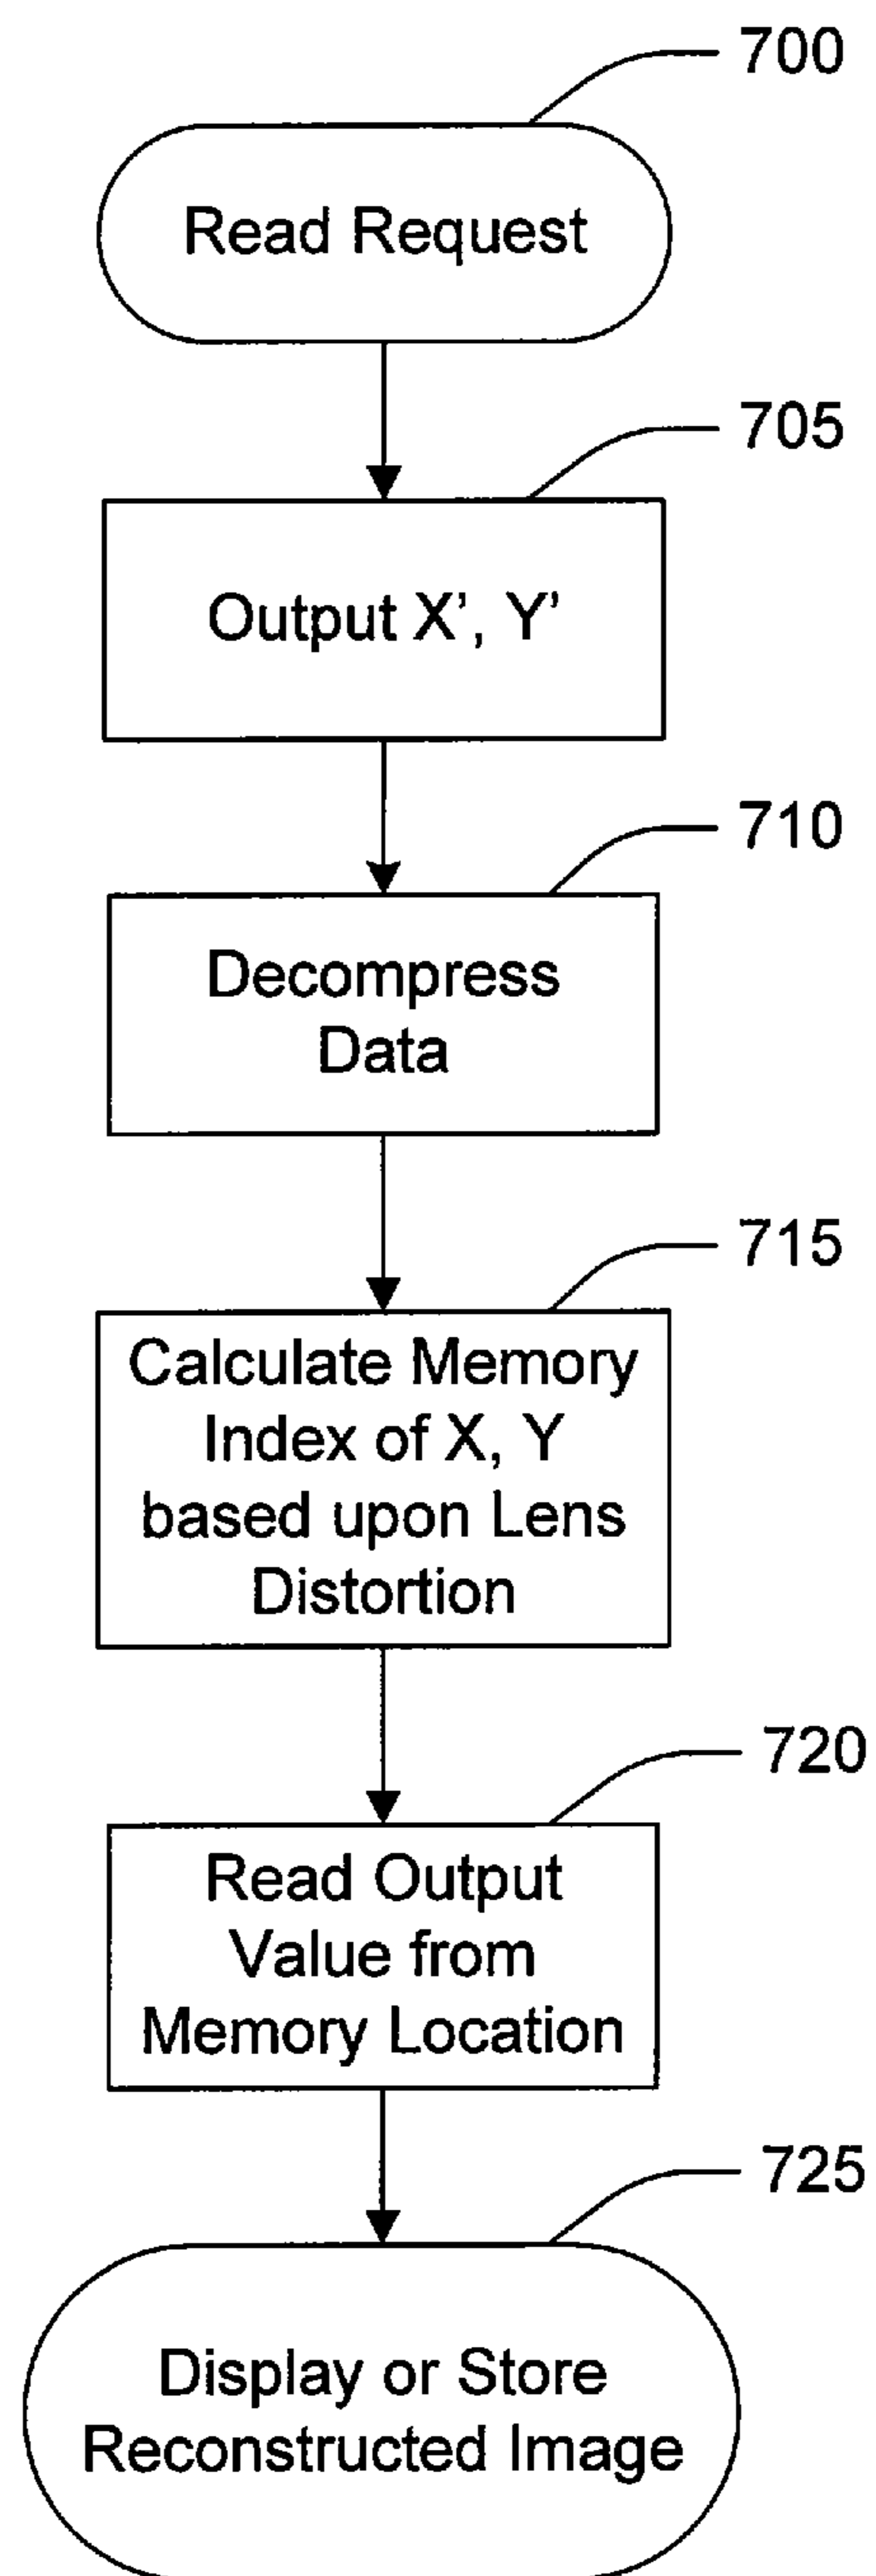 700
Read Request
705
Output X’, Y’
710
Decompress
Data
715
Calculate Memory
Index of X, Y
based upon Lens
Distortion
720
Read Output
Value from
Memory Location
725
Display or Store
Reconstructed Image